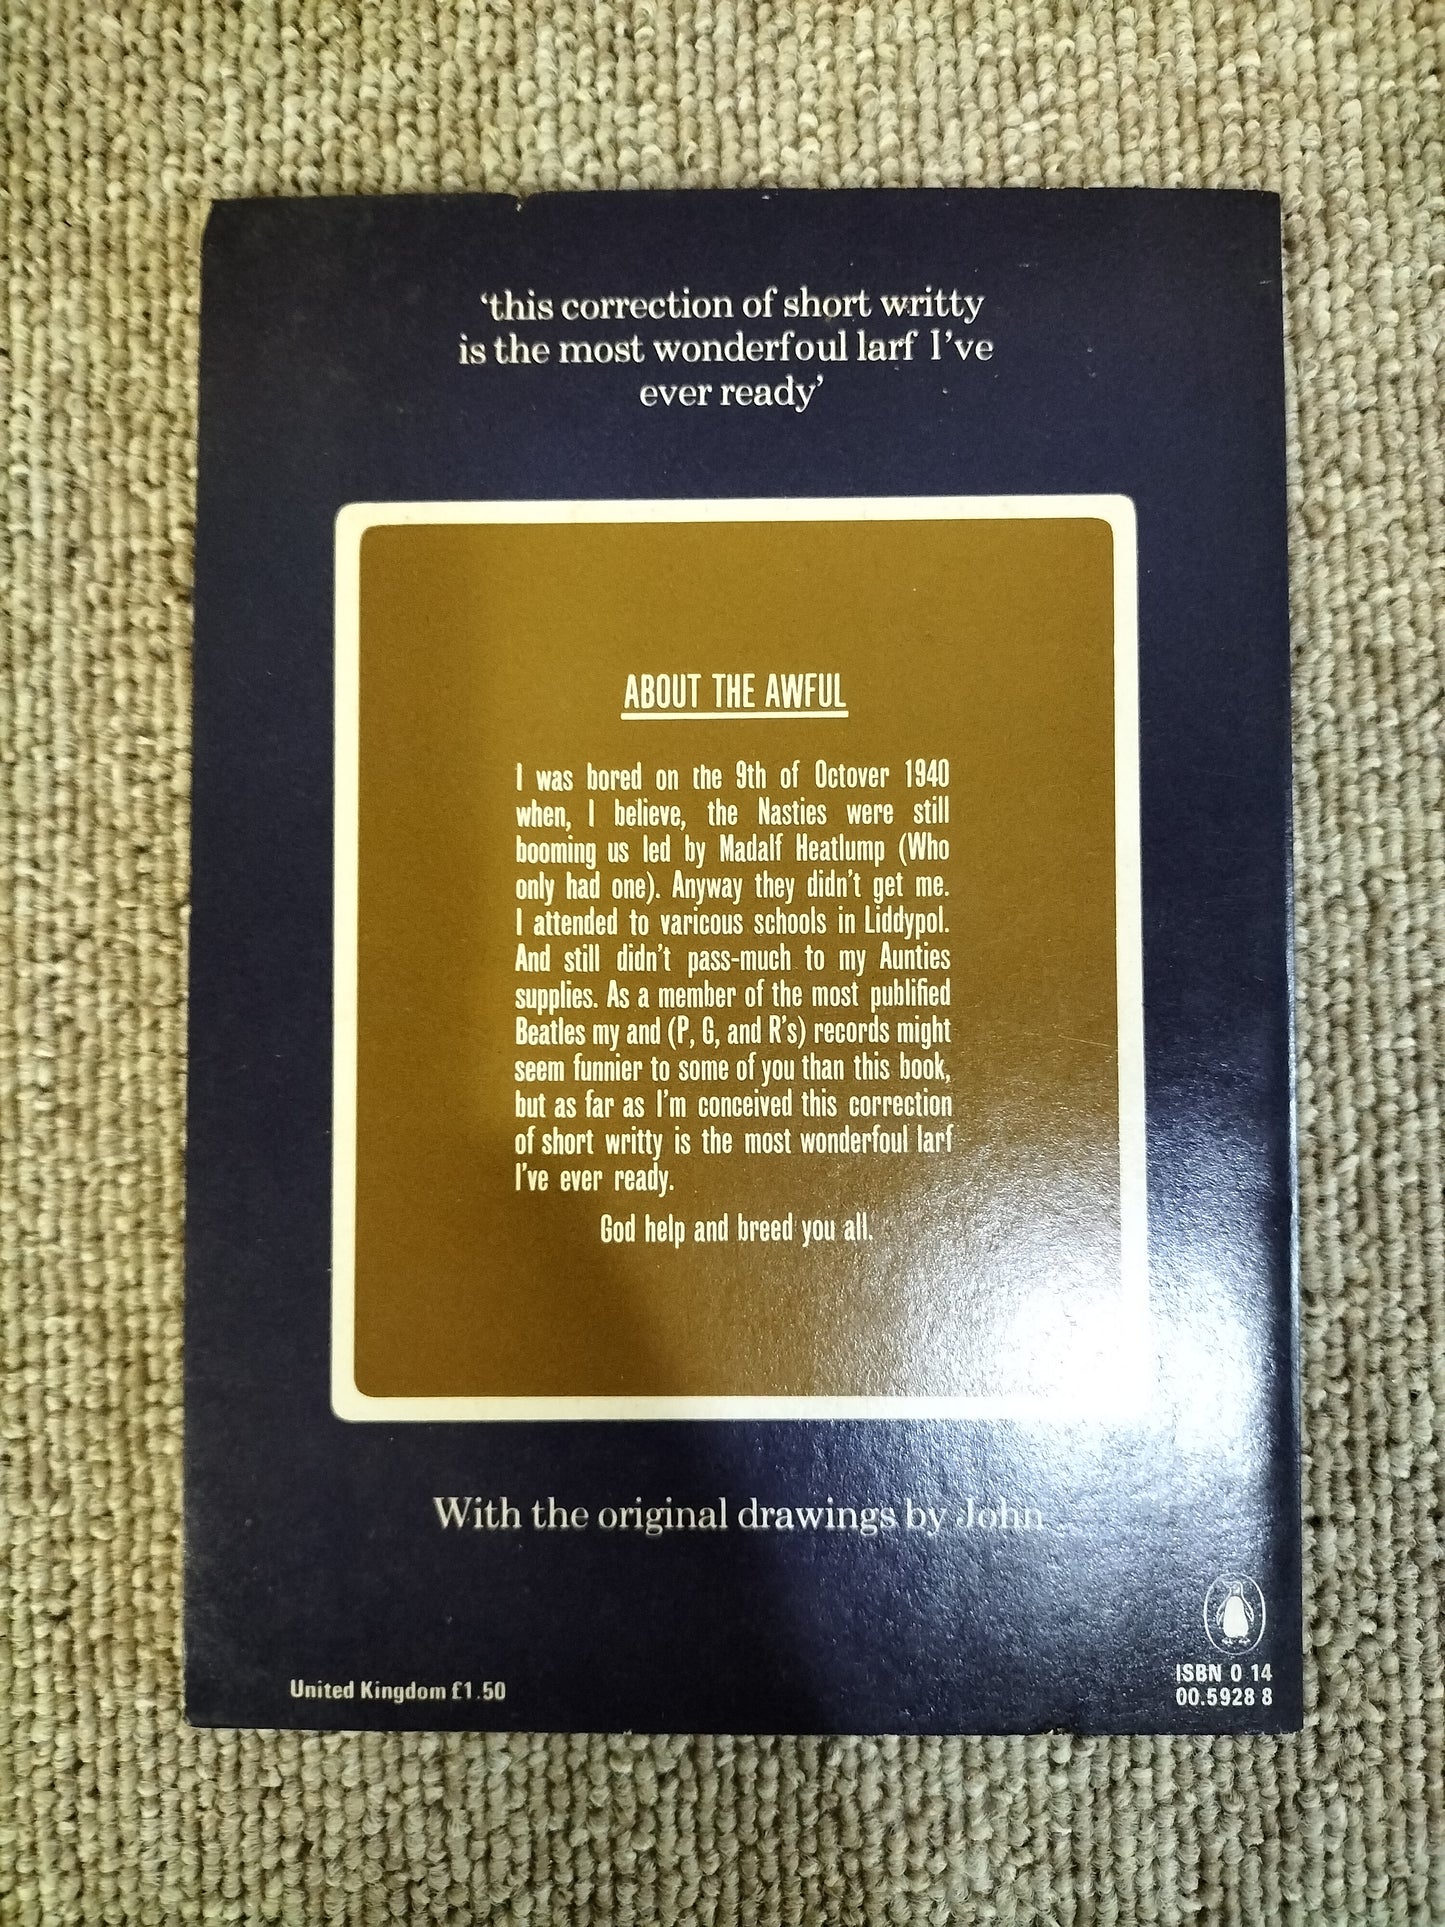 ‘this correction of short writty
is the most wonderfoul larf I’ve
ever ready’
ABOUT THE AWFUL
I was bored on the 9th of Octover 1940
when, I believe, the Nasties were still
booming us led by Madalf Heatlump (Who
only had one). Anyway they didn’t get me.
I attended to varicous schools in Liddypol.
And still didn’t pass-much to my Aunties
supplies. As a member of the most publified
Beatles my and (P, G, and R’s) records might
seem funnier to some of you than this book,
but as far as I’m conceived this correction
of short writty is the most wonderfoul larf
I’ve ever ready.
God help and breed you all.
With the original drawings by John
United Kingdom £1.50
ISBN 0 14
00.5928 8